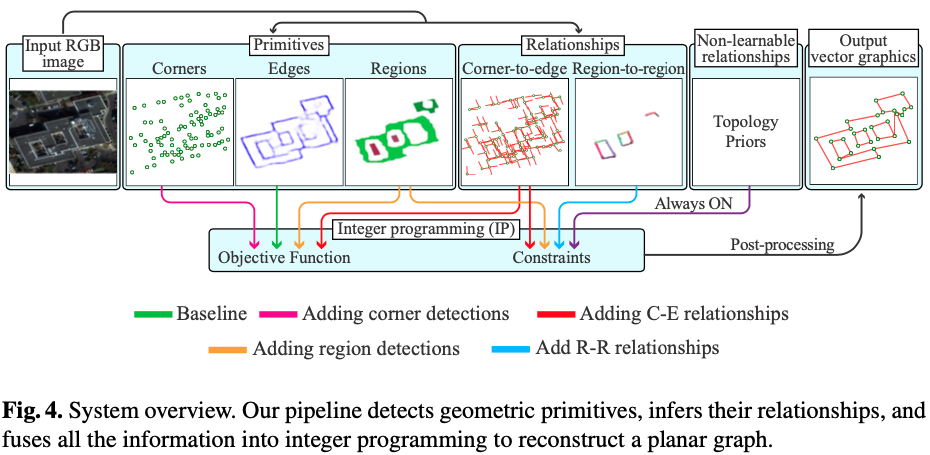 Input RGB
image
Primitives
Relationships
Non-learnable
relationships
Output
vector graphics
Corners
Edges
Regions
Corner-to-edge
Region-to-region
Topology
Priors
Always ON
Integer programming (IP)
Objective Function
Constraints
Post-processing
Baseline
Adding corner detections
Adding C-E relationships
Adding region detections
Add R-R relationships
Fig. 4. System overview. Our pipeline detects geometric primitives, infers their relationships, and
fuses all the information into integer programming to reconstruct a planar graph.